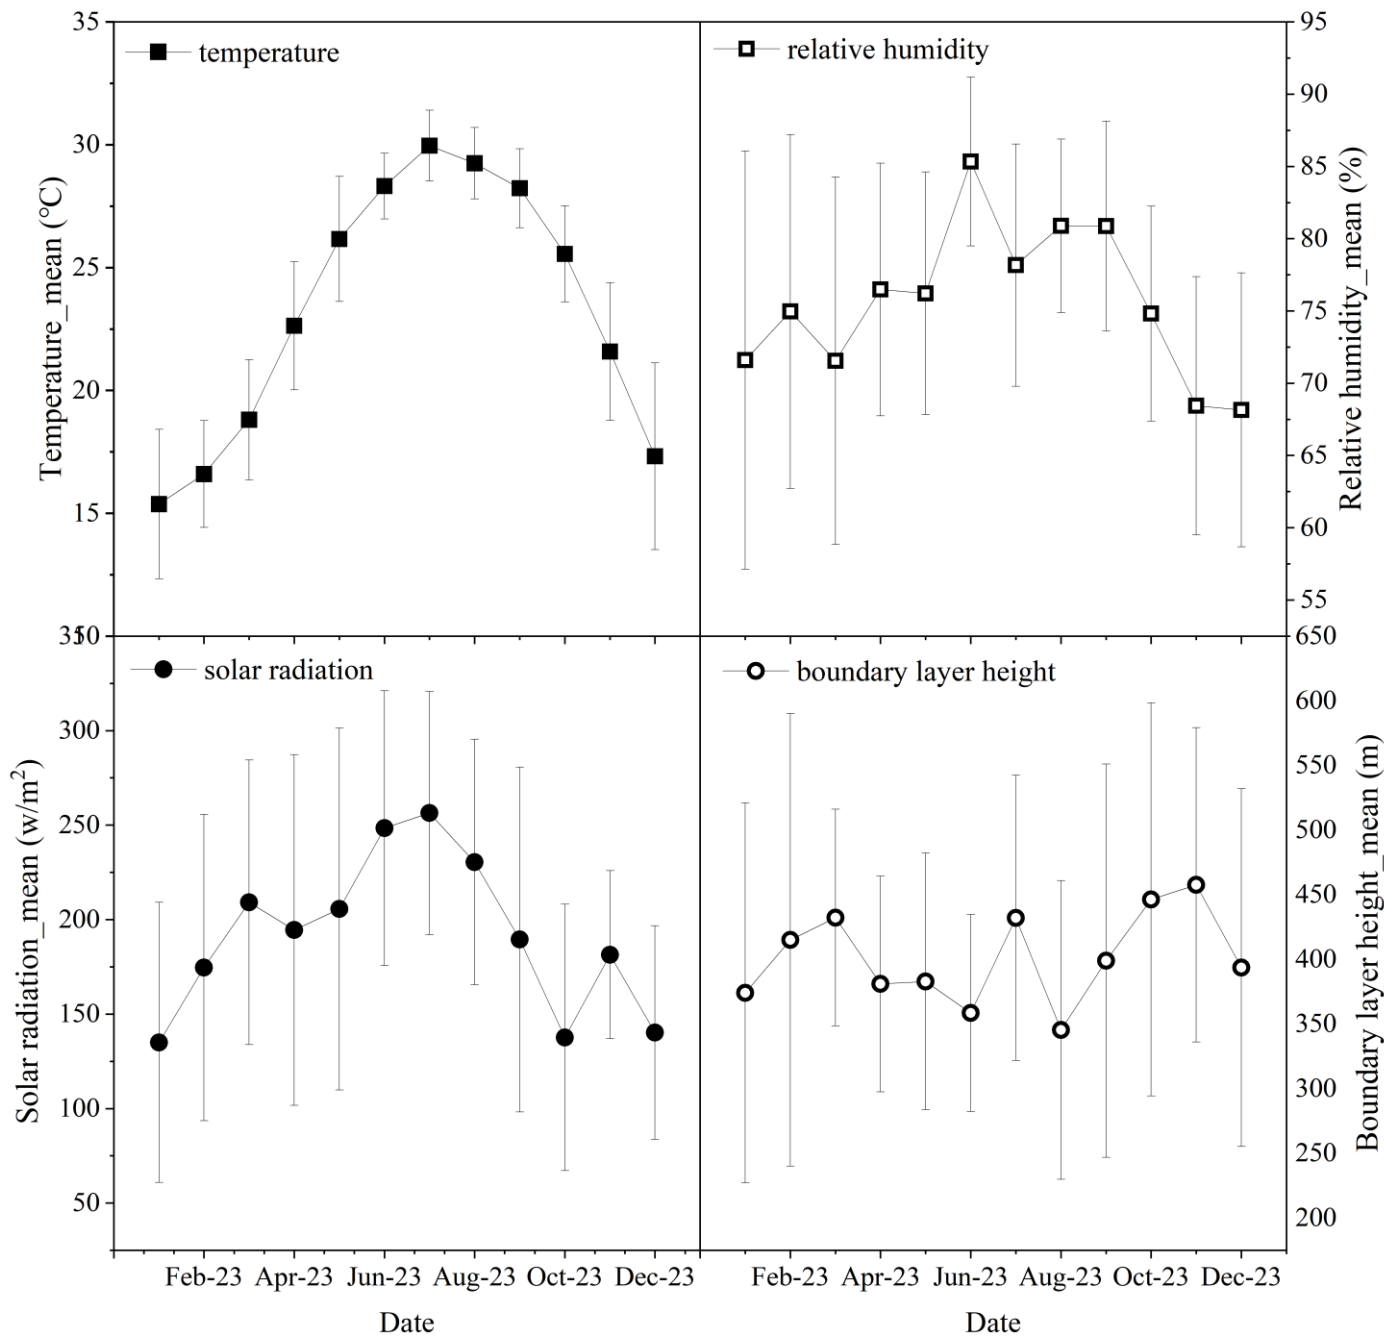 temperature
35
30
25
20
15
Temperature_mean (°C)
relative humidity
95
90
85
80
75
70
65
60
55
Relative humidity_mean (%)
solar radiation
300
250
200
150
100
50
Solar radiation_mean (w/m²)
Feb-23 Apr-23 Jun-23 Aug-23 Oct-23 Dec-23
Date
boundary layer height
650
600
550
500
450
400
350
300
250
200
Boundary layer height_mean (m)
Feb-23 Apr-23 Jun-23 Aug-23 Oct-23 Dec-23
Date